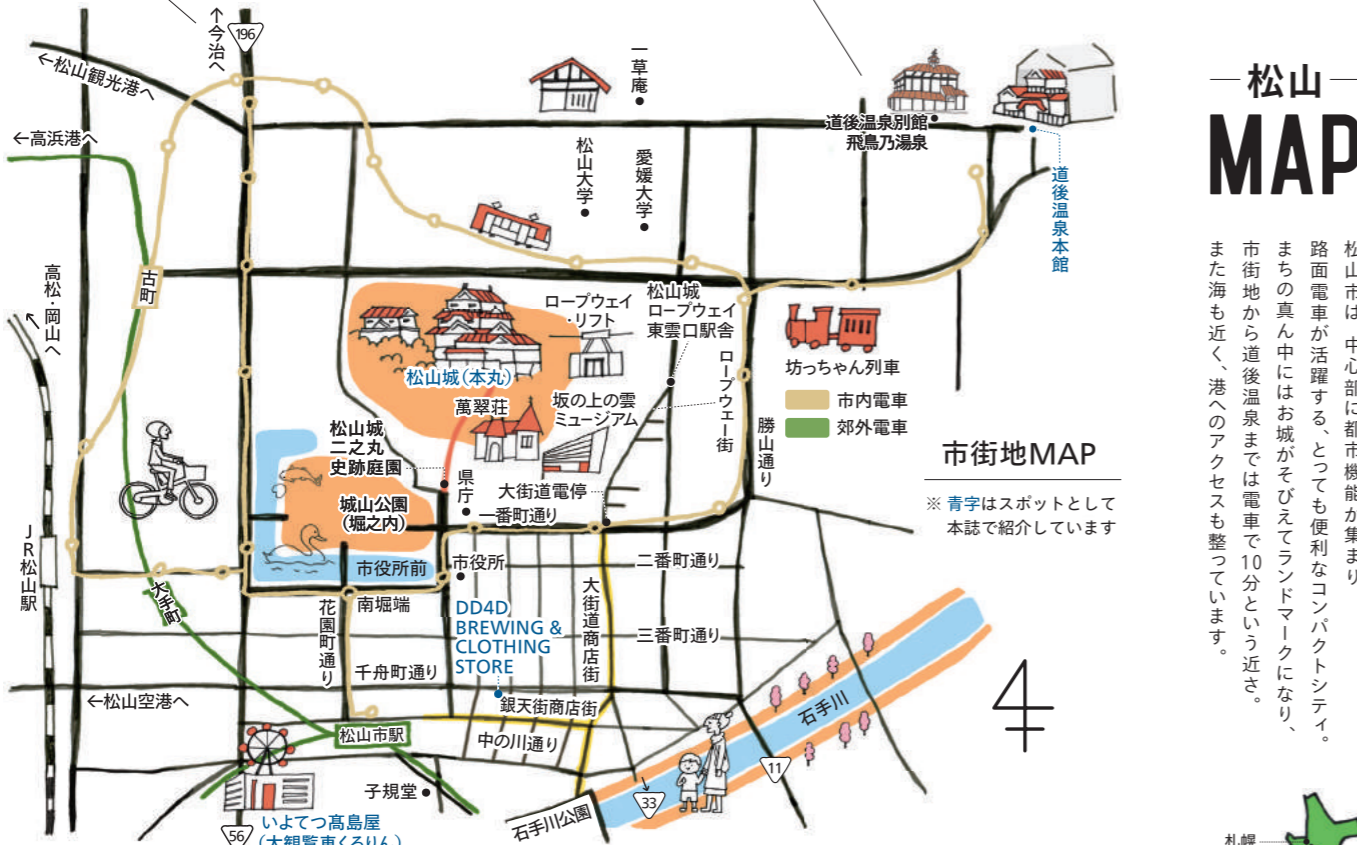 松山
MAP
松山市は、中心部に都市機能が集まり
路面電車が活躍する、とっても便利なコンパクトシティ。
まちの真ん中にはお城がそびえてランドマークになり、
市街地から道後温泉までは電車で10分という近さ。
また海も近く、港へのアクセスも整っています。
↑今治へ
196
←松山観光港へ
←高浜港へ
一草庵
松山大学
愛媛大学
道後温泉別館
飛鳥乃湯泉
道後温泉本館
古町
高松・岡山へ
ロープウェイ
・リフト
松山城
ロープウェイ
東雲口駅舎
ロープウェー街
坊っちゃん列車
市内電車
郊外電車
松山城(本丸)
萬翠荘
坂の上の雲
ミュージアム
勝山通り
松山城
二之丸
史跡庭園
城山公園
(堀之内)
県庁
大街道電停
一番町通り
市街地MAP
※ 青字はスポットとして
本誌で紹介しています
JR松山駅
大手町
市役所前
市役所
南堀端
花園町通り
二番町通り
大街道商店街
三番町通り
DD4D
BREWING &
CLOTHING
STORE
千舟町通り
←松山空港へ
銀天街商店街
松山市駅
中の川通り
石手川
子規堂
石手川公園
33
11
56
いよてつ髙島屋
(大観覧車くるりん)
札幌